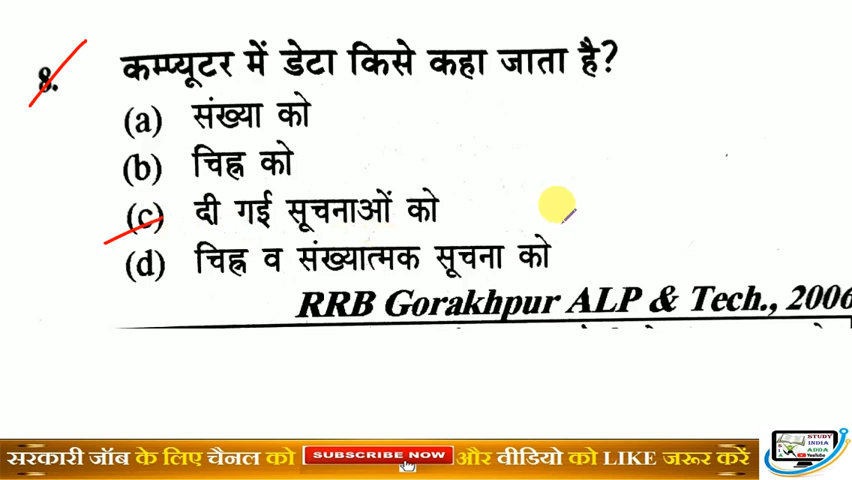 8. कम्प्यूटर में डेटा किसे कहा जाता है?
(a) संख्या को
(b) चिह्न को
(c) दी गई सूचनाओं को
(d) चिह्न व संख्यात्मक सूचना को
RRB Gorakhpur ALP & Tech., 2006
सरकारी जॉब के लिए चैनल को SUBSCRIBE NOW और वीडियो को LIKE जरूर करें
STUDY
INDIA
ADDA
YouTube